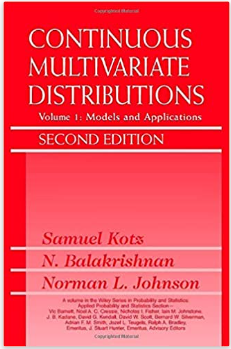 CONTINUOUS
MULTIVARIATE
DISTRIBUTIONS
Volume 1: Models and Applications
SECOND EDITION
Samuel Kotz
N. Balakrishnan
Norman L. Johnson
A volume in the Wiley Series in Probability and Statistics:
Applied Probability and Statistics Section—
Vic Barnett, Noel A. C. Cressie, Nicholas I. Fisher, Iain M. Johnstone,
J. B. Kadane, David G. Kendall, David W. Scott, Bernard W. Silverman,
Adrian F. M. Smith, Jozef L. Teugels, Ralph A. Bradley,
Emeritus, J. Stuart Hunter, Emeritus, Advisory Editors